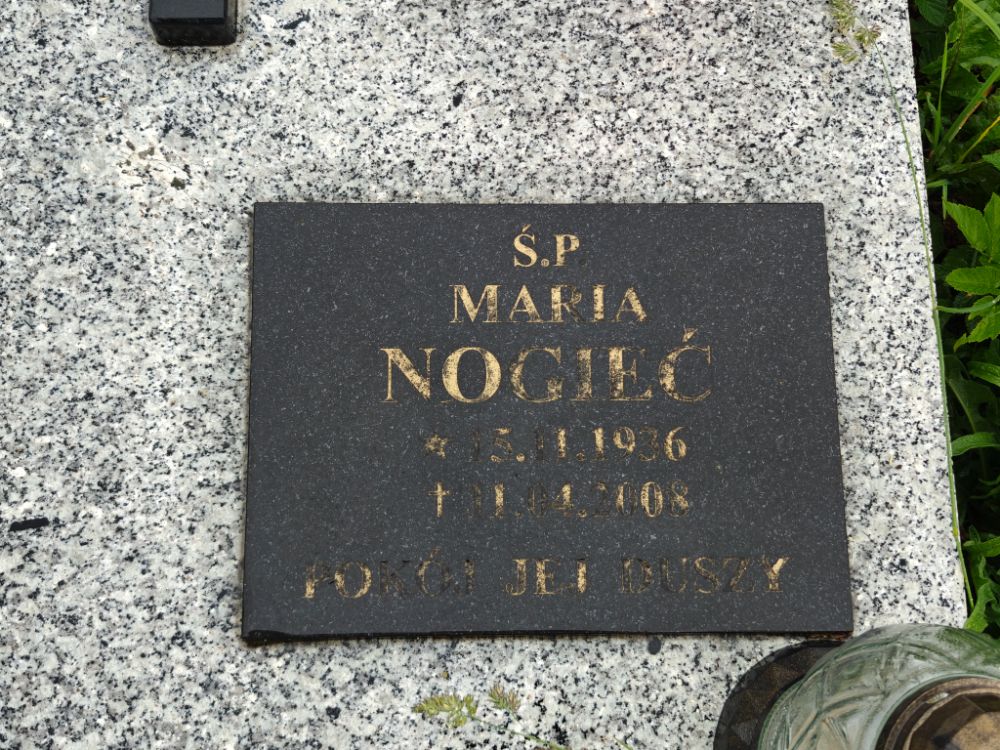 Ś.P.
MARIA
NOGIEĆ
* 15.11.1936
† 11.04.2008
POKÓJ JEJ DUSZY